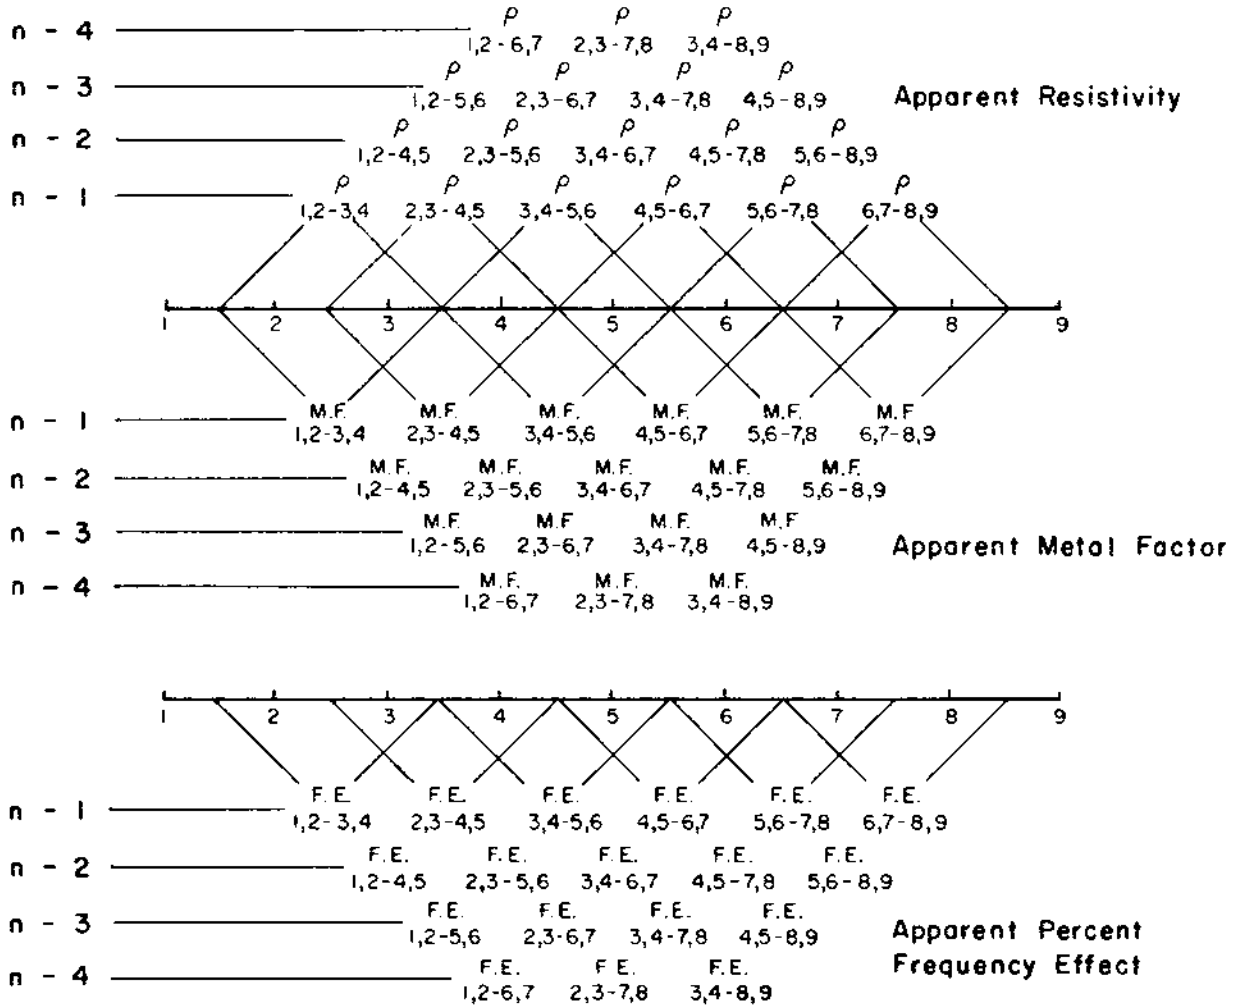 n - 4 ρ ρ ρ
1,2-6,7 2,3-7,8 3,4-8,9
n - 3 ρ ρ ρ ρ Apparent Resistivity
1,2-5,6 2,3-6,7 3,4-7,8 4,5-8,9
n - 2 ρ ρ ρ ρ ρ
1,2-4,5 2,3-5,6 3,4-6,7 4,5-7,8 5,6-8,9
n - 1 ρ ρ ρ ρ ρ ρ
1,2-3,4 2,3-4,5 3,4-5,6 4,5-6,7 5,6-7,8 6,7-8,9
1 2 3 4 5 6 7 8 9
n - 1 M.F. M.F. M.F. M.F. M.F. M.F
1,2-3,4 2,3-4,5 3,4-5,6 4,5-6,7 5,6-7,8 6,7-8,9
n - 2 M.F. M.F. M.F. M.F. M.F.
1,2-4,5 2,3-5,6 3,4-6,7 4,5-7,8 5,6-8,9
n - 3 M.F. M.F M.F. M.F
1,2-5,6 2,3-6,7 3,4-7,8 4,5-8,9 Apparent Metal Factor
n - 4 M.F. M.F. M.F.
1,2-6,7 2,3-7,8 3,4-8,9
1 2 3 4 5 6 7 8 9
n - 1 F.E. F.E. F.E. F.E. F.E. F.E.
1,2-3,4 2,3-4,5 3,4-5,6 4,5-6,7 5,6-7,8 6,7-8,9
n - 2 F.E. F.E. F.E. F.E. F.E.
1,2-4,5 2,3-5,6 3,4-6,7 4,5-7,8 5,6-8,9
n - 3 F.E. F.E. F.E. F.E.
1,2-5,6 2,3-6,7 3,4-7,8 4,5-8,9 Apparent Percent
Frequency Effect
n - 4 F.E. F E. F.E.
1,2-6,7 2,3-7,8 3,4-8,9